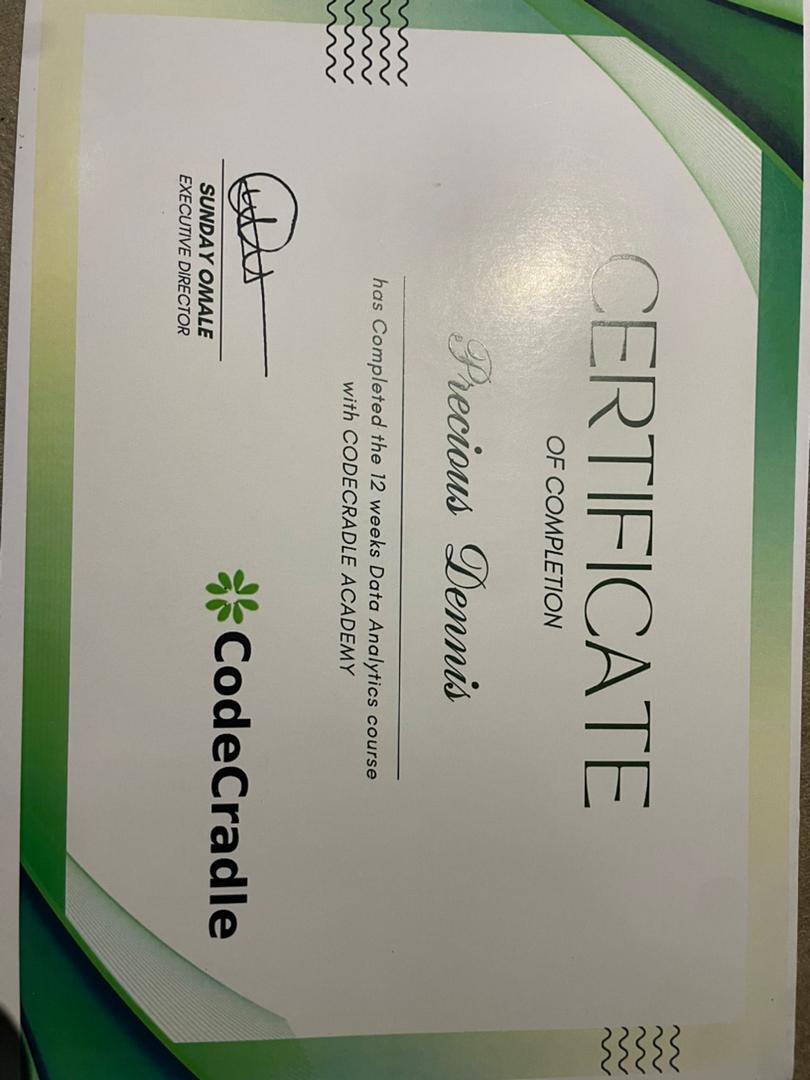 CERTIFICATE
OF COMPLETION
Precious Dennis
has Completed the 12 weeks Data Analytics course
with CODECRADLE ACADEMY
SUNDAY OMALE
EXECUTIVE DIRECTOR
CodeCradle